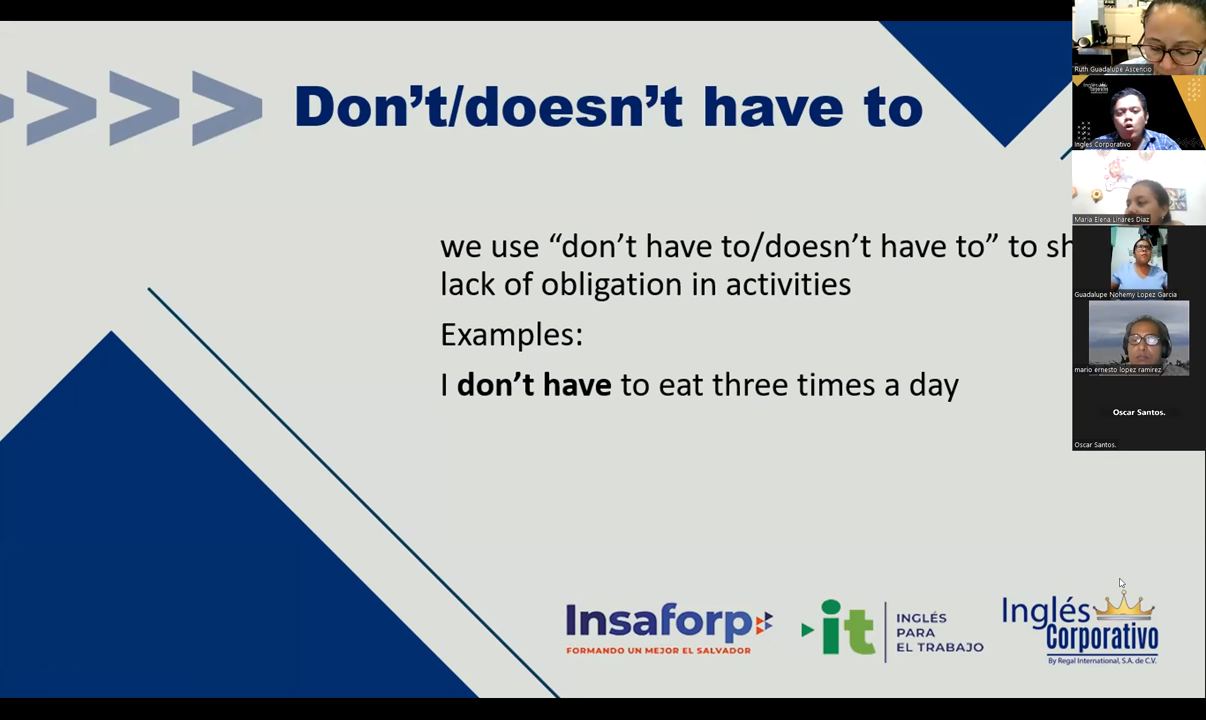 Don't/doesn't have to
we use “don't have to/doesn't have to” to sh
lack of obligation in activities
Examples:
I don't have to eat three times a day
Insaforp
FORMANDO UN MEJOR EL SALVADOR
it
INGLÉS
PARA
EL TRABAJO
Inglés
Corporativo
By Regal International, S.A. de C.V.
Ruth Guadalupe Ascencio
Inglés Corporativo
Maria Elena Linares Diaz
Guadalupe Nohemy Lopez Garcia
mario ernesto lopez ramirez
Oscar Santos.
Oscar Santos.